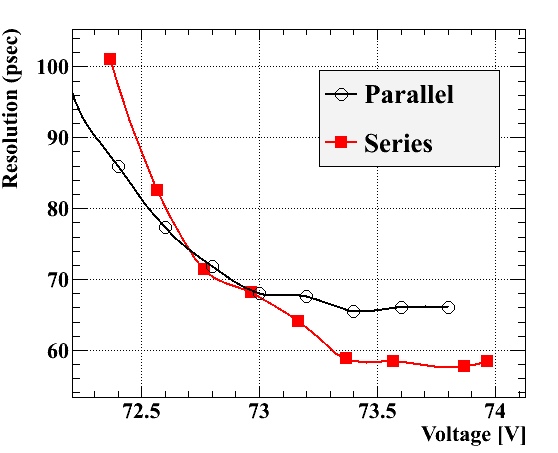 Resolution (psec)
100
90
80
70
60
Parallel
Series
72.5
73
73.5
74
Voltage [V]